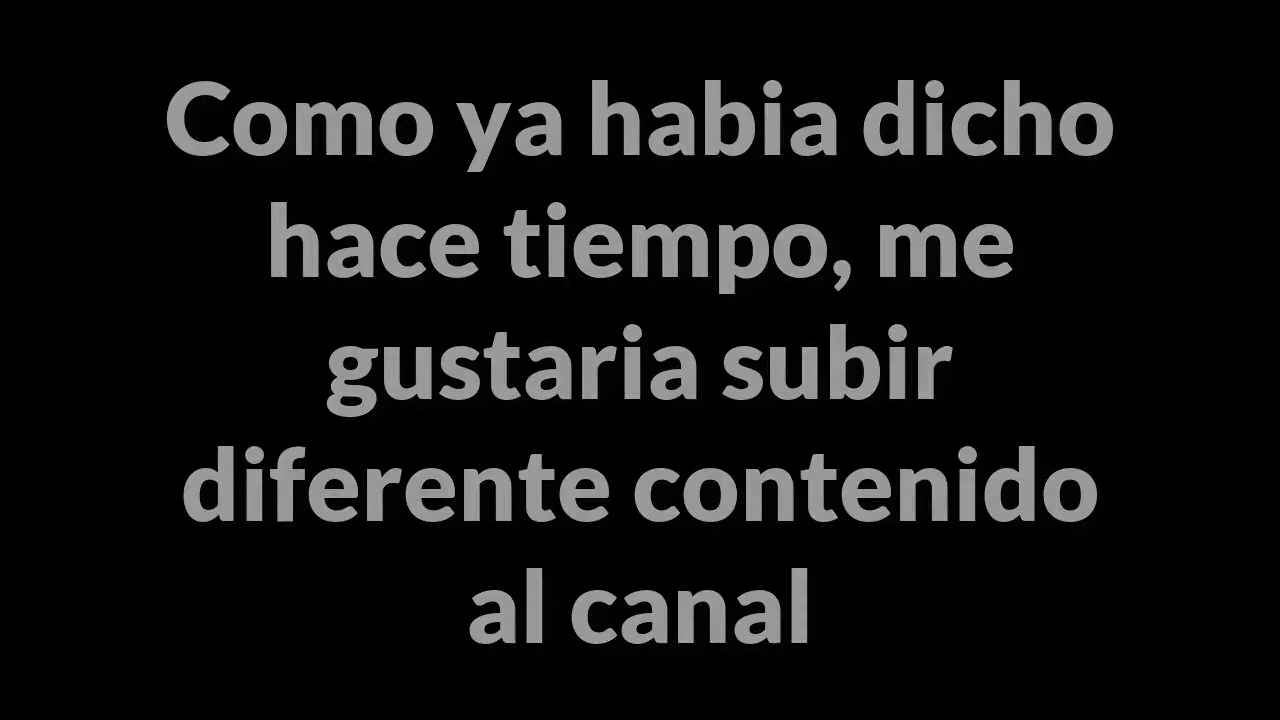 Como ya habia dicho
hace tiempo, me
gustaria subir
diferente contenido
al canal